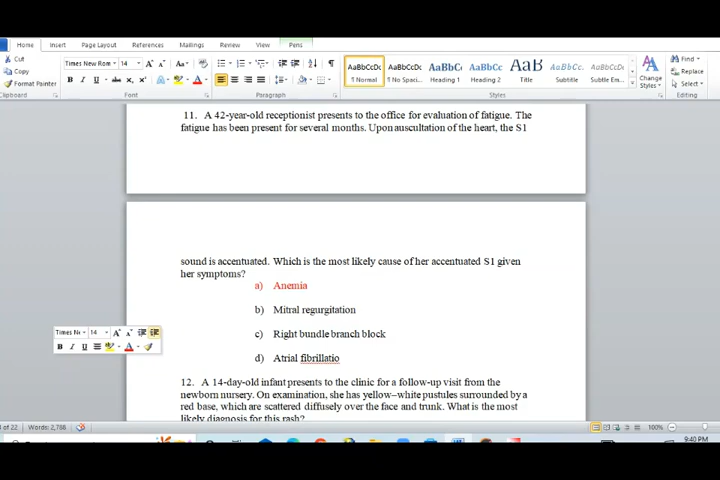 Home Insert Page Layout References Mailings Review View Pens
Cut
Copy
Format Painter
Clipboard
Times New Rom 14
Font
Paragraph
AaBbCcDc AaBbCcDc AaBbC AaBbCc AaB AaBbCc. AaBbCcDc
¶ Normal ¶ No Spaci... Heading 1 Heading 2 Title Subtitle Subtle Em...
Change
Styles
Styles
Find
Replace
Select
Editing
11. A 42-year-old receptionist presents to the office for evaluation of fatigue. The
fatigue has been present for several months. Upon auscultation of the heart, the S1
sound is accentuated. Which is the most likely cause of her accentuated S1 given
her symptoms?
a) Anemia
b) Mitral regurgitation
c) Right bundle branch block
d) Atrial fibrillatio
Times Ne 14
12. A 14-day-old infant presents to the clinic for a follow-up visit from the
newborn nursery. On examination, she has yellow–white pustules surrounded by a
red base, which are scattered diffusely over the face and trunk. What is the most
likely diagnosis for this rash?
of 22 Words: 2,788
100%
9:40 PM